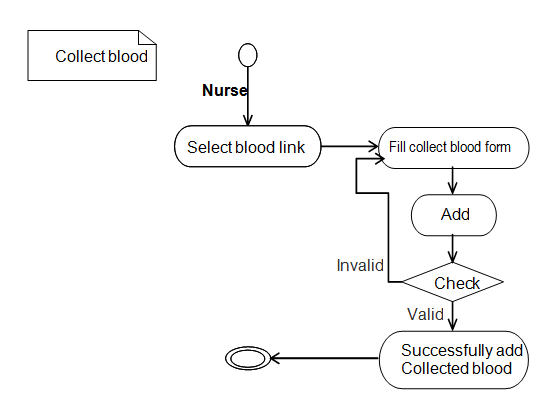 Collect blood
Nurse
Select blood link
Fill collect blood form
Add
Invalid
Check
Valid
Successfully add
Collected blood